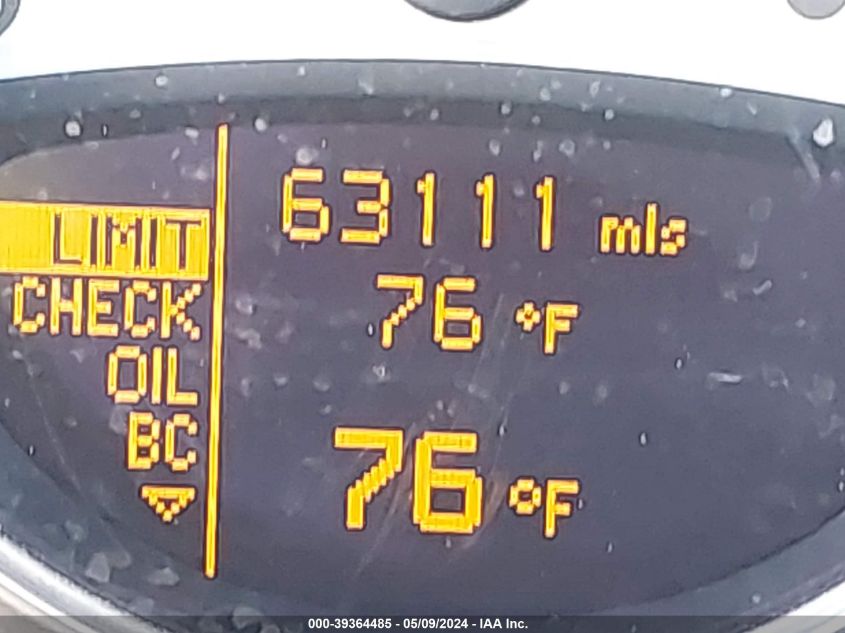 63111 mls
LIMIT
CHECK
76 °F
OIL
BC
76 °F
000-39364485 - 05/09/2024 - IAA Inc.